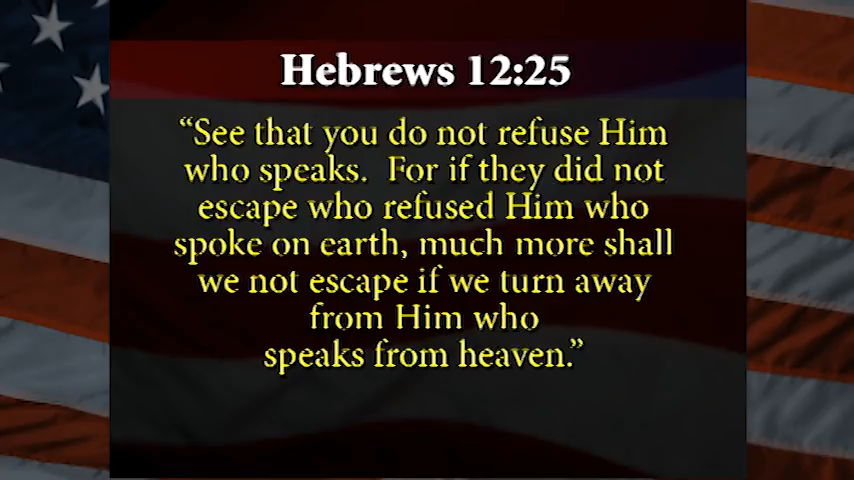 Hebrews 12:25
“See that you do not refuse Him
who speaks.  For if they did not
escape who refused Him who
spoke on earth, much more shall
we not escape if we turn away
from Him who
speaks from heaven.”